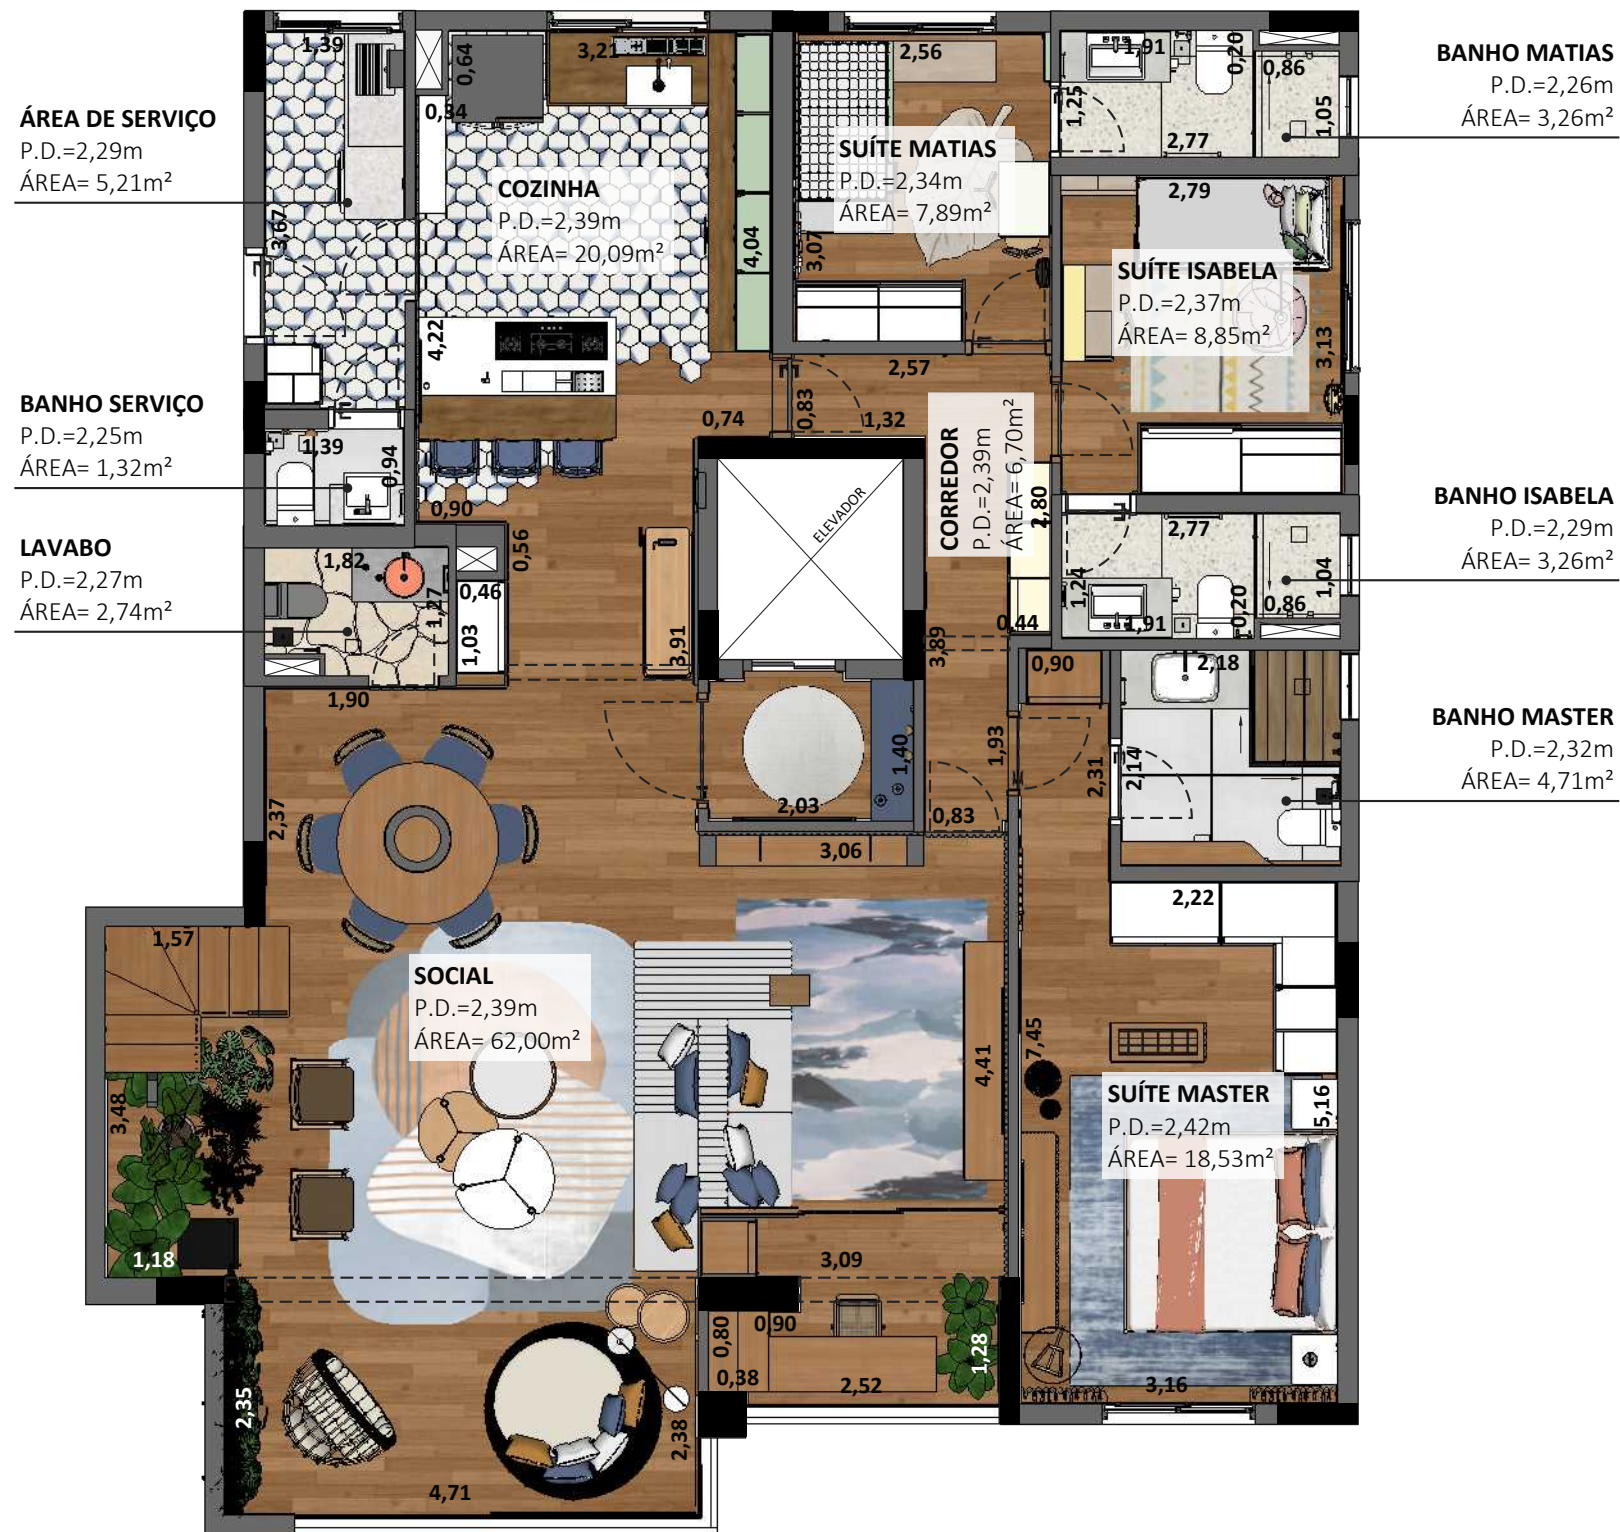 ÁREA DE SERVIÇO
P.D.=2,29m
ÁREA= 5,21m²
BANHO SERVIÇO
P.D.=2,25m
ÁREA= 1,32m²
LAVABO
P.D.=2,27m
ÁREA= 2,74m²
COZINHA
P.D.=2,39m
ÁREA= 20,09m²
SUÍTE MATIAS
P.D.=2,34m
ÁREA= 7,89m²
BANHO MATIAS
P.D.=2,26m
ÁREA= 3,26m²
SUÍTE ISABELA
P.D.=2,37m
ÁREA= 8,85m²
CORREDOR
P.D.=2,39m
ÁREA= 6,70m²
ELEVADOR
BANHO ISABELA
P.D.=2,29m
ÁREA= 3,26m²
BANHO MASTER
P.D.=2,32m
ÁREA= 4,71m²
SOCIAL
P.D.=2,39m
ÁREA= 62,00m²
SUÍTE MASTER
P.D.=2,42m
ÁREA= 18,53m²
1,39
0,64
3,21
0,34
3,67
4,04
4,22
2,56
3,07
1,91
0,20
0,86
1,25
1,05
2,77
2,79
3,13
2,57
0,83
1,32
0,74
1,39
0,94
0,90
0,56
1,82
1,27
0,46
1,03
3,91
1,90
2,80
0,44
3,89
2,77
1,24
1,04
0,20
0,86
1,91
0,90
2,18
1,93
2,31
2,14
1,40
2,03
0,83
2,37
3,06
2,22
1,57
4,41
7,45
5,16
3,48
1,18
3,09
0,80
0,90
1,28
0,38
2,52
3,16
2,35
2,38
4,71